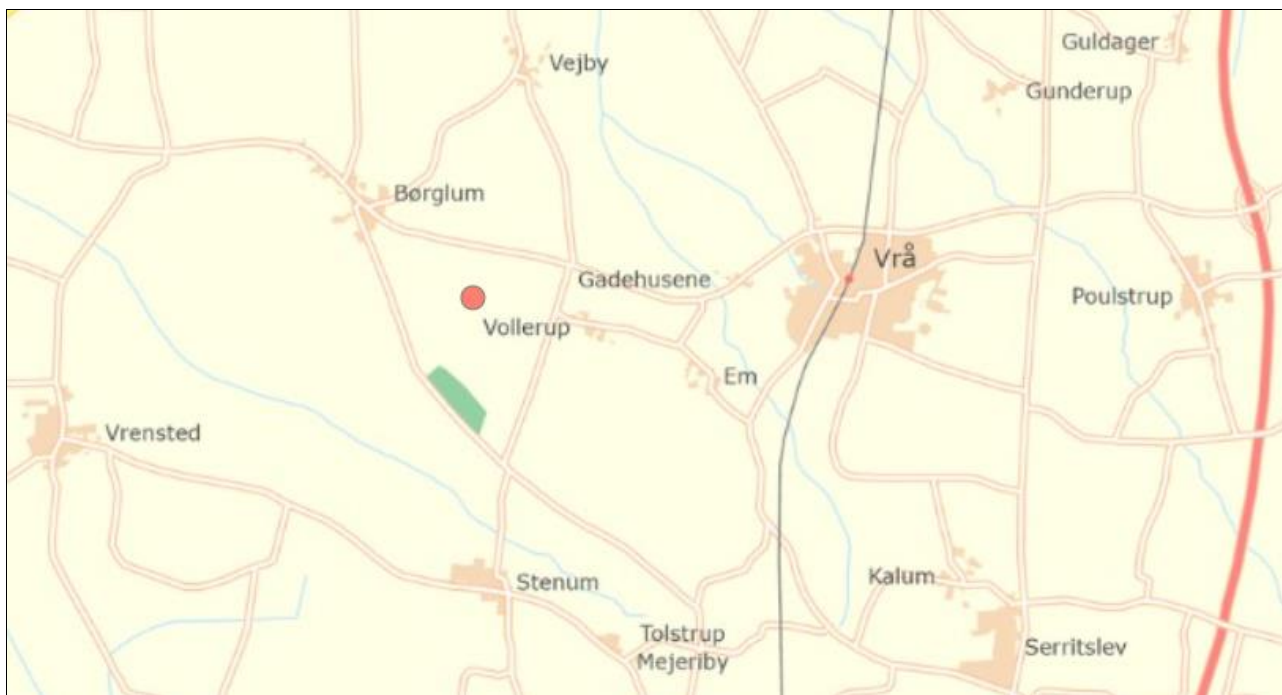 Guldager
Vejby
Gunderup
Børglum
Vrå
Gadehusene
Poulstrup
Vollerup
Em
Vrensted
Kalum
Stenum
Tolstrup
Mejeriby
Serritslev